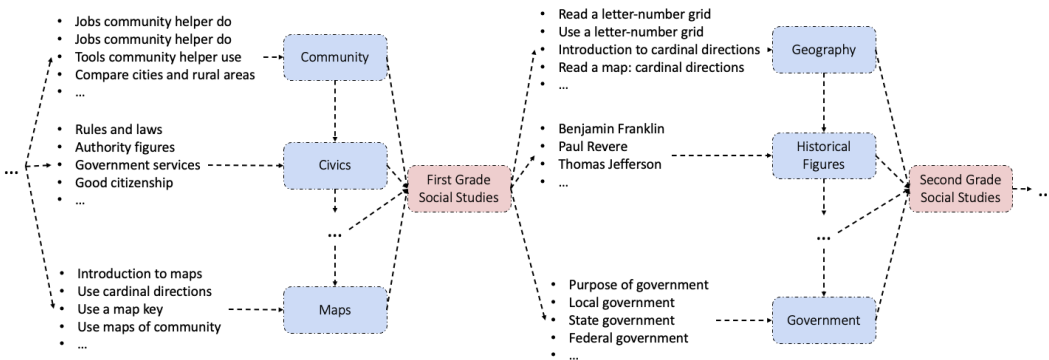 • Jobs community helper do
• Jobs community helper do
• Tools community helper use
• Compare cities and rural areas
• ...
Community
• Rules and laws
• Authority figures
• Government services
• Good citizenship
• ...
Civics
...
...
• Introduction to maps
• Use cardinal directions
• Use a map key
• Use maps of community
• ...
Maps
First Grade
Social Studies
• Read a letter-number grid
• Use a letter-number grid
• Introduction to cardinal directions
• Read a map: cardinal directions
• ...
Geography
• Benjamin Franklin
• Paul Revere
• Thomas Jefferson
• ...
Historical
Figures
...
• Purpose of government
• Local government
• State government
• Federal government
• ...
Government
Second Grade
Social Studies
..